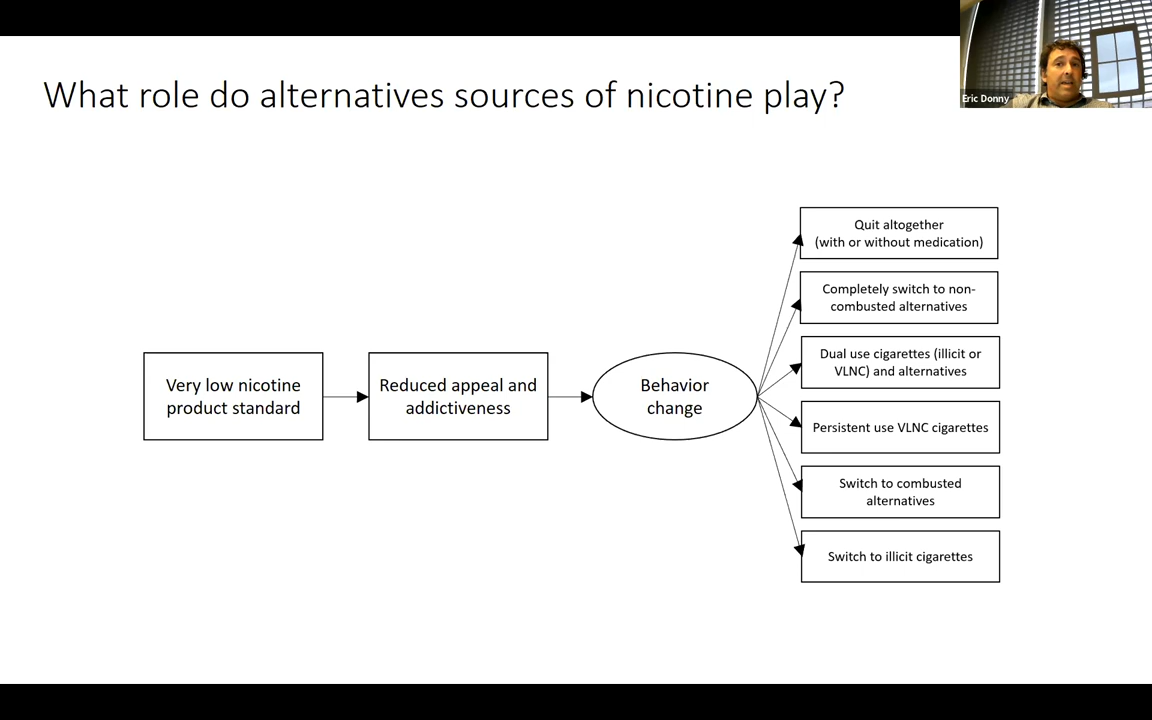 What role do alternatives sources of nicotine play?
Eric Donny
Very low nicotine
product standard
Reduced appeal and
addictiveness
Behavior
change
Quit altogether
(with or without medication)
Completely switch to non-
combusted alternatives
Dual use cigarettes (illicit or
VLNC) and alternatives
Persistent use VLNC cigarettes
Switch to combusted
alternatives
Switch to illicit cigarettes